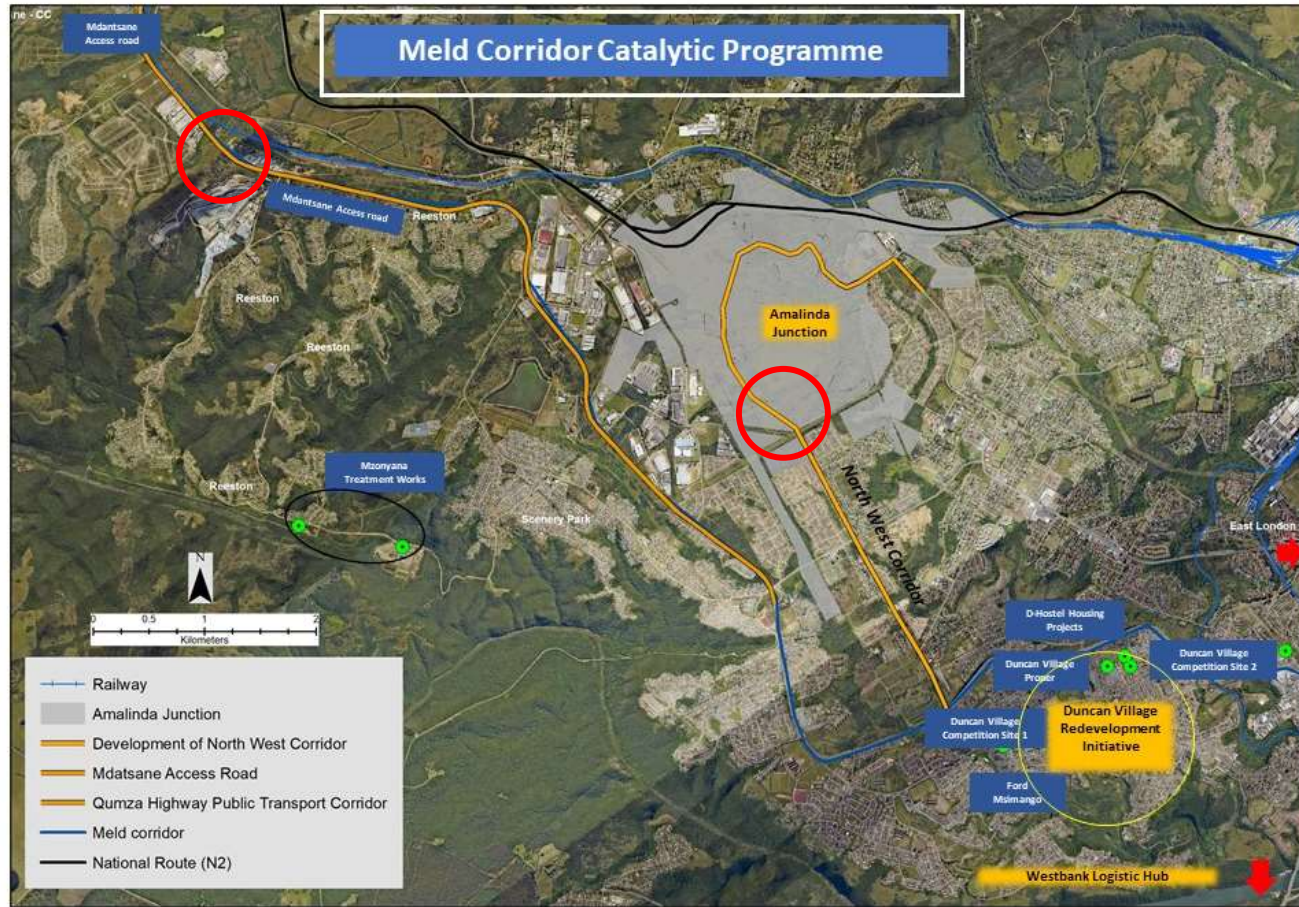 ne - CC
Meld Corridor Catalytic Programme
Mdantsane
Access road
Mdantsane Access road
Reeston
Reeston
Reeston
Reeston
Amalinda
Junction
Mzonyana
Treatment Works
Scenery Park
North West Corridor
East London
N
D-Hostel Housing
Projects
Duncan Village
Proper
Duncan Village
Competition Site 2
Duncan Village
Competition Site 1
Duncan Village
Redevelopment
Initiative
Ford
Msimango
Westbank Logistic Hub
0 0.5 1 2
Kilometers
Railway
Amalinda Junction
Development of North West Corridor
Mdatsane Access Road
Qumza Highway Public Transport Corridor
Meld corridor
National Route (N2)